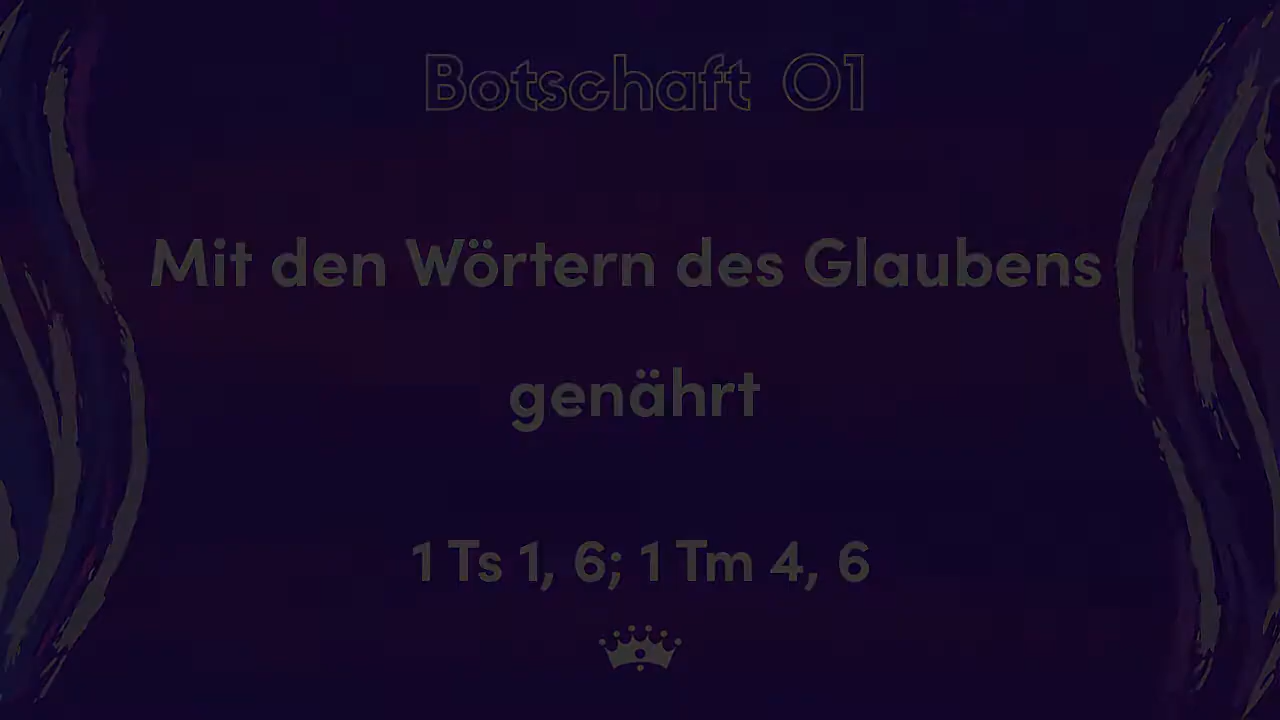 Botschaft 01
Mit den Wörtern des Glaubens
genährt
1 Ts 1, 6; 1 Tm 4, 6